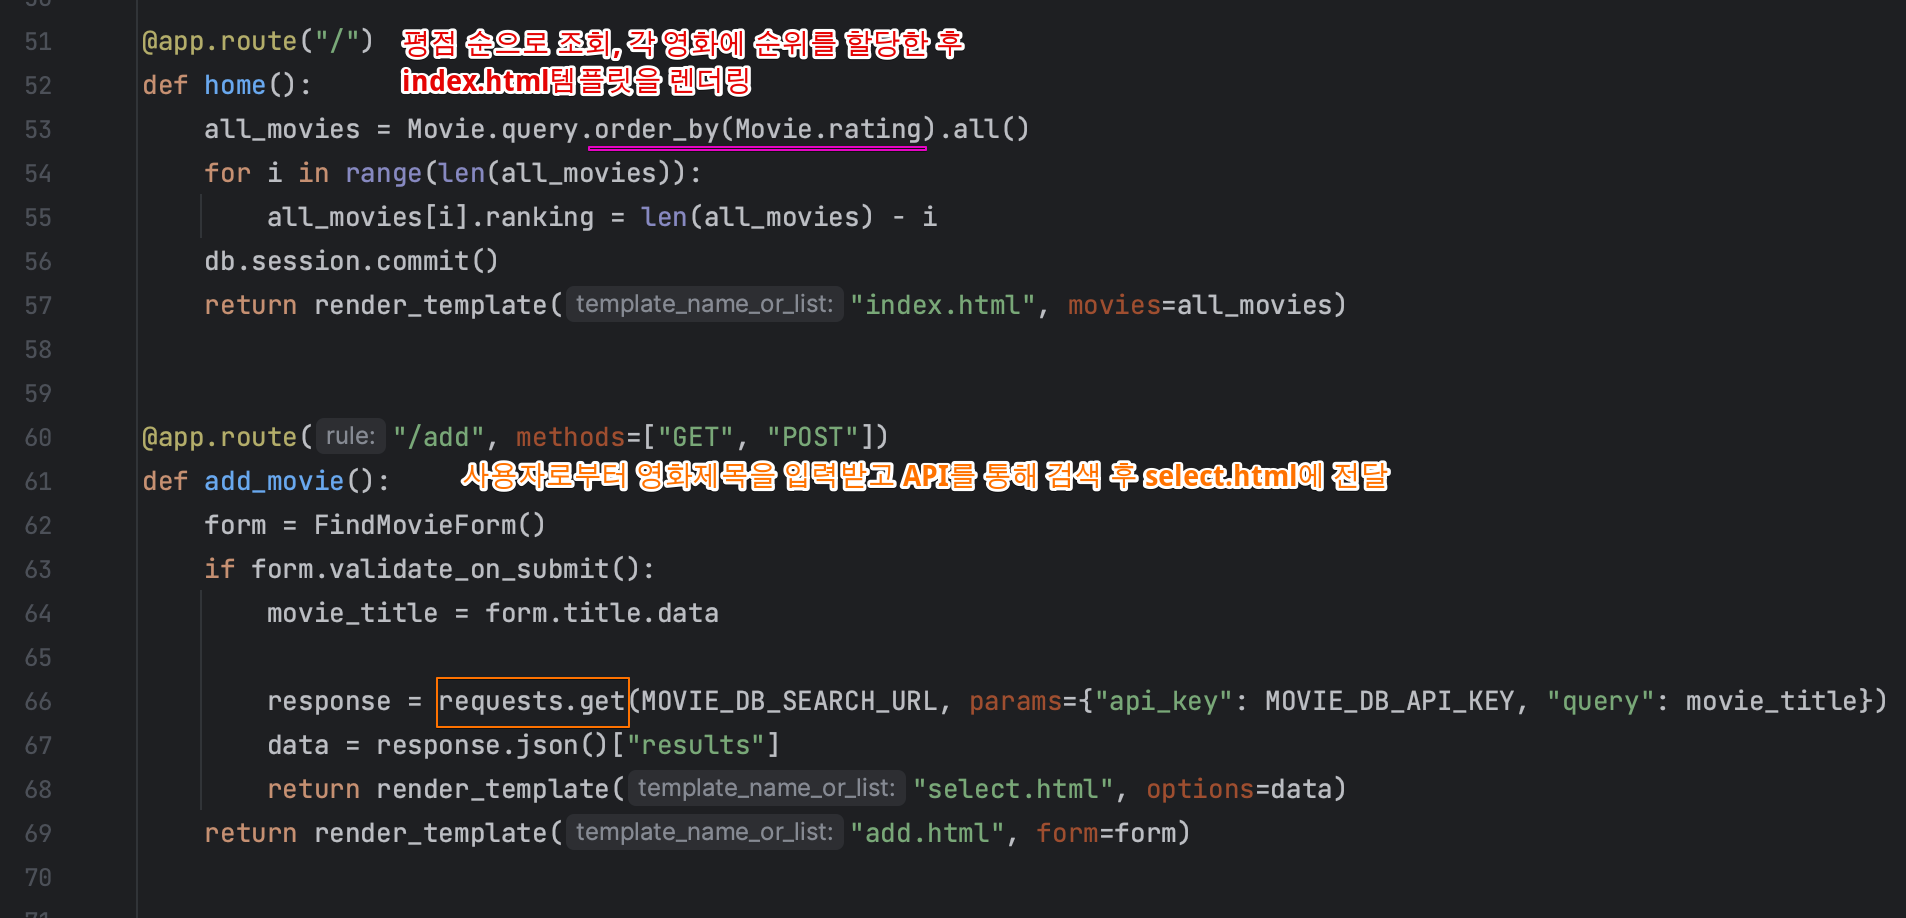 51 @app.route("/") 평점 순으로 조회, 각 영화에 순위를 할당한 후
52 def home(): index.html템플릿을 렌더링
53 all_movies = Movie.query.order_by(Movie.rating).all()
54 for i in range(len(all_movies)):
55 all_movies[i].ranking = len(all_movies) - i
56 db.session.commit()
57 return render_template( template_name_or_list: "index.html", movies=all_movies)
58
59
60 @app.route( rule: "/add", methods=["GET", "POST"])
61 def add_movie(): 사용자로부터 영화제목을 입력받고 API를 통해 검색 후 select.html에 전달
62 form = FindMovieForm()
63 if form.validate_on_submit():
64 movie_title = form.title.data
65
66 response = requests.get(MOVIE_DB_SEARCH_URL, params={"api_key": MOVIE_DB_API_KEY, "query": movie_title})
67 data = response.json()["results"]
68 return render_template( template_name_or_list: "select.html", options=data)
69 return render_template( template_name_or_list: "add.html", form=form)
70